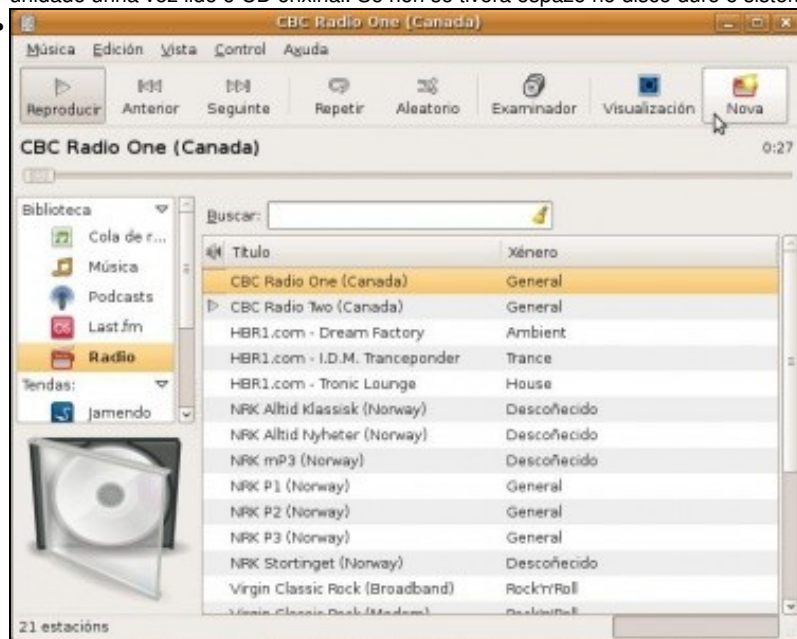 CBC Radio One (Canada)
Música Edición Vista Control Axuda
Reproducir Anterior Seguinte Repetir Aleatorio Examinador Visualización Nova
CBC Radio One (Canada) 0:27
Biblioteca
Cola de r...
Música
Podcasts
Last.fm
Radio
Tendas:
Jamendo
Buscar:
Título Xénero
CBC Radio One (Canada) General
CBC Radio Two (Canada) General
HBR1.com - Dream Factory Ambient
HBR1.com - I.D.M. Tranceponder Trance
HBR1.com - Tronic Lounge House
NRK Alltid Klassisk (Norway) Descoñecido
NRK Alltid Nyheter (Norway) Descoñecido
NRK mP3 (Norway) Descoñecido
NRK P1 (Norway) General
NRK P2 (Norway) General
NRK P3 (Norway) General
NRK Stortinget (Norway) Descoñecido
Virgin Classic Rock (Broadband) Rock'n'Roll
21 estacións